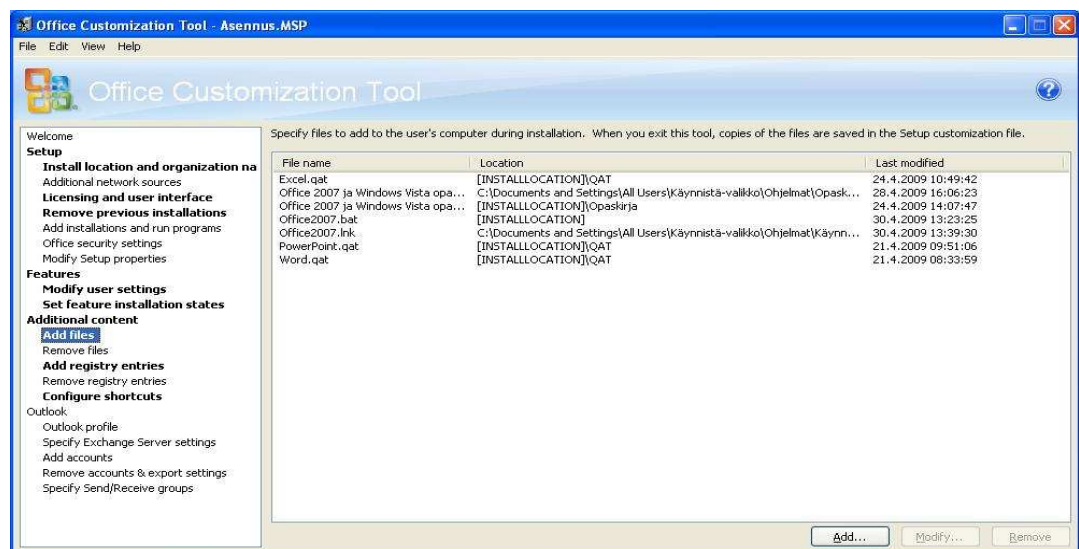 Office Customization Tool - Asennus.MSP
File Edit View Help
Office Customization Tool
Welcome
Setup
Install location and organization na
Additional network sources
Licensing and user interface
Remove previous installations
Add installations and run programs
Office security settings
Modify Setup properties
Features
Modify user settings
Set feature installation states
Additional content
Add files
Remove files
Add registry entries
Remove registry entries
Configure shortcuts
Outlook
Outlook profile
Specify Exchange Server settings
Add accounts
Remove accounts & export settings
Specify Send/Receive groups
Specify files to add to the user's computer during installation. When you exit this tool, copies of the files are saved in the Setup customization file.
File name Location Last modified
Excel.qat [INSTALLLOCATION]\QAT 24.4.2009 10:49:42
Office 2007 ja Windows Vista opa... C:\Documents and Settings\All Users\Käynnistä-valikko\Ohjelmat\Opask... 28.4.2009 16:06:23
Office 2007 ja Windows Vista opa... [INSTALLLOCATION]\Opaskirja 24.4.2009 14:07:47
Office2007.bat [INSTALLLOCATION] 30.4.2009 13:23:25
Office2007.lnk C:\Documents and Settings\All Users\Käynnistä-valikko\Ohjelmat\Käynn... 30.4.2009 13:39:30
PowerPoint.qat [INSTALLLOCATION]\QAT 21.4.2009 09:51:06
Word.qat [INSTALLLOCATION]\QAT 21.4.2009 08:33:59
Add... Modify... Remove